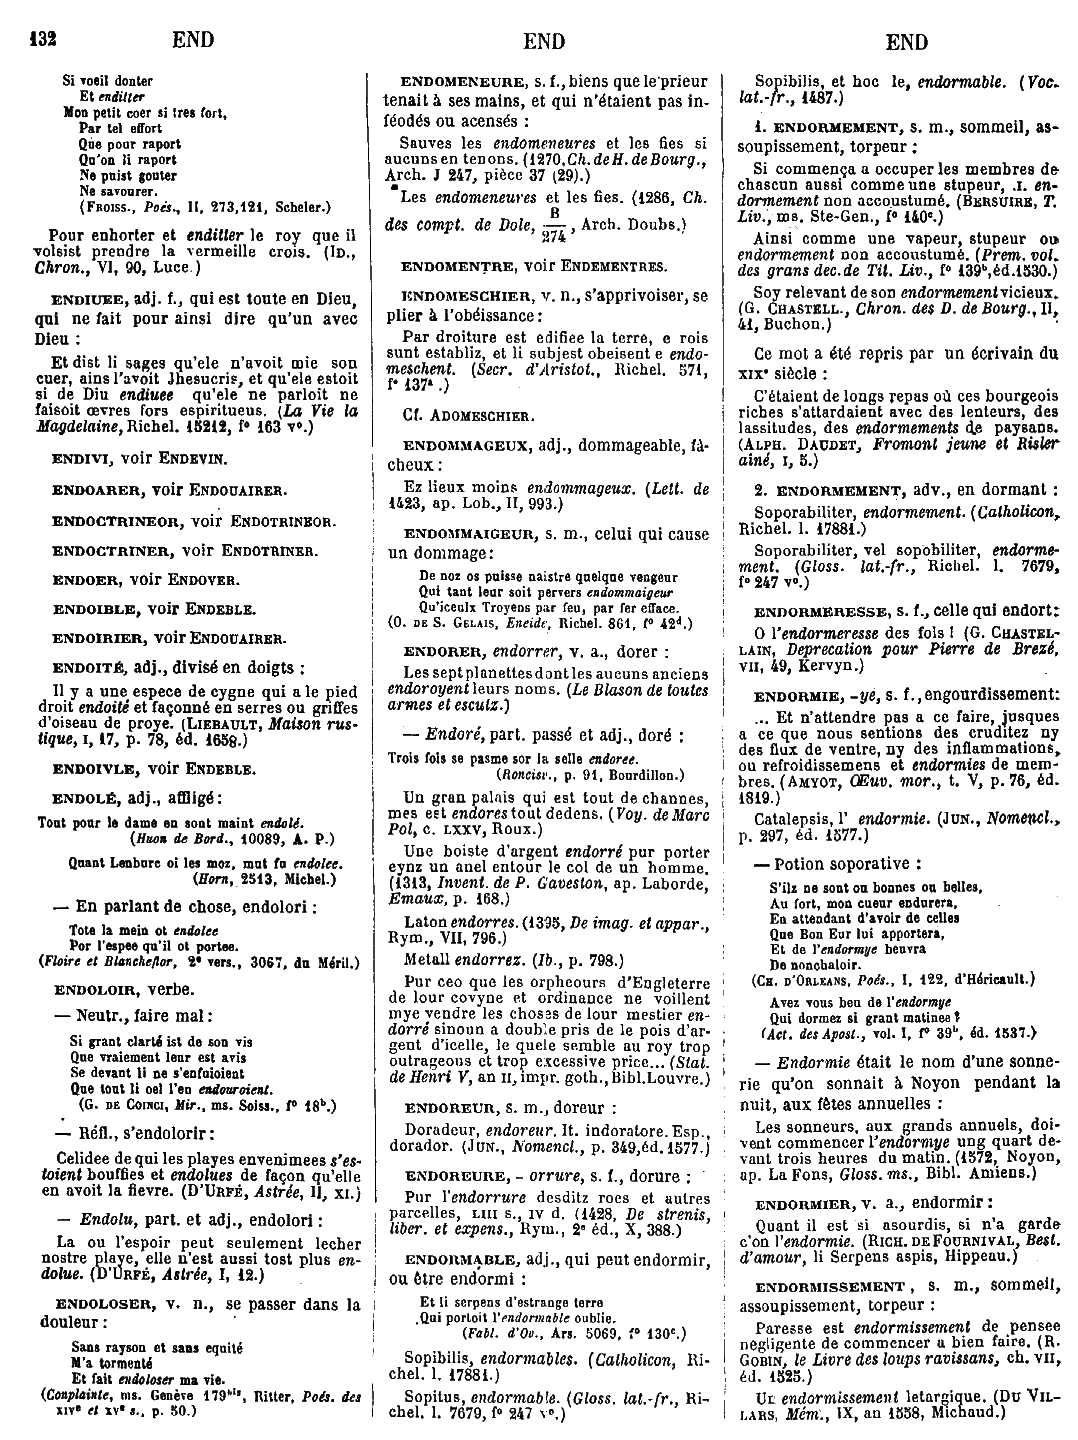 132
END
END
END
Si voeil donter
Et enditter
Mon petit coer si tres fort,
Par tel effort
Que pour raport
Qu'on li raport
Ne puist gouter
Ne savourer.
(FROISS., Poés., II, 273,121, Scheler.)
Pour enhorter et enditter le roy que il
volsist prendre la vermeille crois. (ID.,
Chron., VI, 90, Luce.)
ENDIUEE, adj. f., qui est toute en Dieu,
qui ne fait pour ainsi dire qu'un avec
Dieu :
Et dist li sages qu'ele n'avoit mie son
cuer, ains l'avoit Jhesucris, et qu'ele estoit
si de Diu endiuee qu'ele ne parloit ne
faisoit œvres fors espiritueus. (La Vie la
Magdelaine, Richel. 15212, f° 163 v°.)
ENDIVI, voir ENDEVIN.
ENDOARER, voir ENDOUAIRER.
ENDOCTRINEOR, voir ENDOTRINEOR.
ENDOCTRINER, voir ENDOTRINER.
ENDOER, voir ENDOVER.
ENDOIBLE, voir ENDEBLE.
ENDOIRIER, voir ENDOUAIRER.
ENDOITÉ, adj., divisé en doigts :
Il y a une espece de cygne qui a le pied
droit endoité et façonné en serres ou griffes
d'oiseau de proye. (LIEBAULT, Maison rus-
tique, I, 17, p. 78, éd. 1658.)
ENDOIVLE, voir ENDEBLE.
ENDOLÉ, adj., affligé :
Tout pour le dame en sont maint endolé.
(Huon de Bord., 10089, A. P.)
Quant Lenburc oi les moz, mut fu endolee.
(Horn, 2513, Michel.)
— En parlant de chose, endolori :
Tote la mein ot endolee
Por l'espee qu'il ot portee.
(Floire et Blancheflor, 2e vers., 3067, du Méril.)
ENDOLOIR, verbe.
— Neutr., faire mal :
Si grant clarté ist de son vis
Que vraiement leur est avis
Se devant li ne s'enfuioient
Que tout li oel l'en endouroient.
(G. DE COINCI, Mir., ms. Soiss., f° 18b.)
— Réfl., s'endolorir :
Celidee de qui les playes envenimees s'es-
toient bouffies et endolues de façon qu'elle
en avoit la fievre. (D'URFÉ, Astrée, II, XI.)
— Endolu, part. et adj., endolori :
La ou l'espoir peut seulement lecher
nostre playe, elle n'est aussi tost plus en-
dolue. (D'URFÉ, Astrée, I, 12.)
ENDOLOSER, v. n., se passer dans la
douleur :
Sans rayson et sans equité
M'a tormenté
Et fait endoloser ma vie.
(Conplainte, ms. Genève 179bis, Ritter, Poés. des
XIVe et XVe s., p. 50.)
ENDOMENEURE, s. f., biens que le prieur
tenait à ses mains, et qui n'étaient pas in-
féodés ou acensés :
Sauves les endomeneures et les fies si
aucuns en tenons. (1270, Ch. de H. de Bourg.,
Arch. J 247, pièce 37 (29).)
Les endomeneures et les fies. (1286, Ch.
des compt. de Dole, B/274, Arch. Doubs.)
ENDOMENTRE, voir ENDEMENTRES.
ENDOMESCHIER, v. n., s'apprivoiser, se
plier à l'obéissance :
Par droiture est edifiee la terre, e rois
sunt establiz, et li subjest obeisent e endo-
meschent. (Secr. d'Aristot., Richel. 571,
f° 137a.)
Cf. ADOMESCHIER.
ENDOMMAGEUX, adj., dommageable, fâ-
cheux :
Ez lieux moins endommageux. (Lett. de
1423, ap. Lob., II, 993.)
ENDOMMAIGEUR, s. m., celui qui cause
un dommage :
De noz os puisse naistre quelque vengeur
Qui tant leur soit pervers endommaigeur
Qu'iceulx Troyens par feu, par fer efface.
(O. DE S. GELAIS, Eneide, Richel. 861, f° 42d.)
ENDORER, endorrer, v. a., dorer :
Les sept planettes dont les aucuns anciens
endoroyent leurs noms. (Le Blason de toutes
armes et escutz.)
— Endoré, part. passé et adj., doré :
Trois fois se pasme sor la selle endoree.
(Roncisv., p. 91, Bourdillon.)
Un gran palais qui est tout de channes,
mes est endores tout dedens. (Voy. de Marc
Pol, c. LXXV, Roux.)
Une boiste d'argent endorré pur porter
eynz un anel entour le col de un homme.
(1313, Invent. de P. Gaveston, ap. Laborde,
Emaux, p. 168.)
Laton endorres. (1395, De imag. et appar.,
Rym., VII, 796.)
Metall endorrez. (Ib., p. 798.)
Pur ceo que les orpheours d'Engleterre
de lour covyne et ordinance ne voillent
mye vendre les choses de lour mestier en-
dorré sinoun a double pris de le pois d'ar-
gent d'icelle, le quele semble au roy trop
outrageous et trop excessive price... (Stat.
de Henri V, an II, impr. goth., Bibl. Louvre.)
ENDOREUR, s. m., doreur :
Doradeur, endoreur. It. indoratore. Esp.,
dorador. (JUN., Nomencl., p. 349, éd. 1577.)
ENDOREURE, - orrure, s. f., dorure :
Pur l'endorrure desditz roes et autres
parcelles, LIII s., IV d. (1428, De strenis,
liber. et expens., Rym., 2e éd., X, 388.)
ENDORMABLE, adj., qui peut endormir,
ou être endormi :
Et li serpens d'estrange terre
Qui portoit l'endormable oublie.
(Fabl. d'Ov., Ars. 5069, f° 130c.)
Sopibilis, endormables. (Catholicon, Ri-
chel. l. 17881.)
Sopitus, endormable. (Gloss. lat.-fr., Ri-
chel. l. 7679, f° 247 v°.)
Sopibilis, et hoc le, endormable. (Voc.
lat.-fr., 1487.)
1. ENDORMEMENT, s. m., sommeil, as-
soupissement, torpeur :
Si commença a occuper les membres de
chascun aussi comme une stupeur, .I. en-
dormement non accoustumé. (BERSUIRE, T.
Liv., ms. Ste-Gen., f° 140c.)
Ainsi comme une vapeur, stupeur ou
endormement non accoustumé. (Prem. vol.
des grans dec. de Tit. Liv., f° 139b, éd. 1530.)
Soy relevant de son endormement vicieux.
(G. CHASTELL., Chron. des D. de Bourg., II,
41, Buchon.)
Ce mot a été repris par un écrivain du
XIXe siècle :
C'étaient de longs repas où ces bourgeois
riches s'attardaient avec des lenteurs, des
lassitudes, des endormements de paysans.
(ALPH. DAUDET, Fromont jeune et Risler
ainé, I, 5.)
2. ENDORMEMENT, adv., en dormant :
Soporabiliter, endormement. (Catholicon,
Richel. l. 17881.)
Soporabiliter, vel sopobiliter, endorme-
ment. (Gloss. lat.-fr., Richel. l. 7679,
f° 247 v°.)
ENDORMERESSE, s. f., celle qui endort :
O l'endormeresse des fols ! (G. CHASTEL-
LAIN, Deprecation pour Pierre de Brezé,
VII, 49, Kervyn.)
ENDORMIE, -ye, s. f., engourdissement :
... Et n'attendre pas a ce faire, jusques
a ce que nous sentions des cruditez ny
des flux de ventre, ny des inflammations,
ou refroidissemens et endormies de mem-
bres. (AMYOT, Œuv. mor., t. V, p. 76, éd.
1819.)
Catalepsis, l' endormie. (JUN., Nomencl.,
p. 297, éd. 1577.)
— Potion soporative :
S'ilz ne sont ou bonnes ou belles,
Au fort, mon cueur endurera,
En attendant d'avoir de celles
Que Bon Eur lui apportera,
Et de l'endormye beuvra
De nonchaloir.
(CH. D'ORLEANS, Poés., I, 122, d'Héricault.)
Avez vous beu de l'endormye
Qui dormez si grant matinee ?
(Act. des Apost., vol. I, f° 39b, éd. 1537.)
— Endormie était le nom d'une sonne-
rie qu'on sonnait à Noyon pendant la
nuit, aux fêtes annuelles :
Les sonneurs, aux grands annuels, doi-
vent commencer l'endormye ung quart de-
vant trois heures du matin. (1572, Noyon,
ap. La Fons, Gloss. ms., Bibl. Amiens.)
ENDORMIER, v. a., endormir :
Quant il est si asourdis, si n'a garde
c'on l'endormie. (RICH. DE FOURNIVAL, Best.
d'amour, li Serpens aspis, Hippeau.)
ENDORMISSEMENT, s. m., sommeil,
assoupissement, torpeur :
Paresse est endormissement de pensee
negligente de commencer a bien faire. (R.
GOBIN, le Livre des loups ravissans, ch. VII,
éd. 1525.)
Un endormissement letargique. (DU VIL-
LARS, Mém., IX, an 1558, Michaud.)